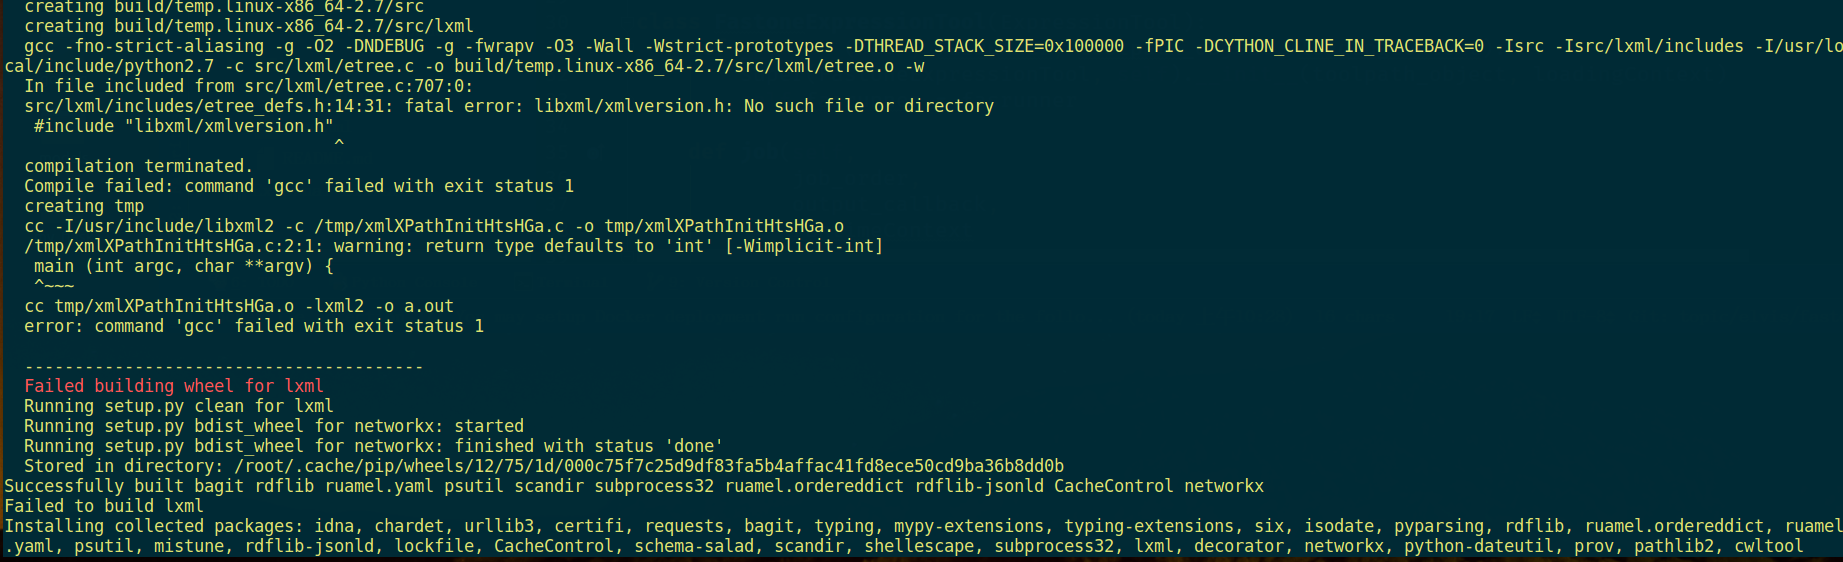 creating build/temp.linux-x86_64-2.7/src
creating build/temp.linux-x86_64-2.7/src/lxml
gcc -fno-strict-aliasing -g -O2 -DNDEBUG -g -fwrapv -O3 -Wall -Wstrict-prototypes -DTHREAD_STACK_SIZE=0x100000 -fPIC -DCYTHON_CLINE_IN_TRACEBACK=0 -Isrc -Isrc/lxml/includes -I/usr/lo
cal/include/python2.7 -c src/lxml/etree.c -o build/temp.linux-x86_64-2.7/src/lxml/etree.o -w
In file included from src/lxml/etree.c:707:0:
src/lxml/includes/etree_defs.h:14:31: fatal error: libxml/xmlversion.h: No such file or directory
#include "libxml/xmlversion.h"
^
compilation terminated.
Compile failed: command 'gcc' failed with exit status 1
creating tmp
cc -I/usr/include/libxml2 -c /tmp/xmlXPathInitHtsHGa.c -o tmp/xmlXPathInitHtsHGa.o
/tmp/xmlXPathInitHtsHGa.c:2:1: warning: return type defaults to 'int' [-Wimplicit-int]
main (int argc, char **argv) {
^~~~
cc tmp/xmlXPathInitHtsHGa.o -lxml2 -o a.out
error: command 'gcc' failed with exit status 1
----------------------------------------
Failed building wheel for lxml
Running setup.py clean for lxml
Running setup.py bdist_wheel for networkx: started
Running setup.py bdist_wheel for networkx: finished with status 'done'
Stored in directory: /root/.cache/pip/wheels/12/75/1d/000c75f7c25d9df83fa5b4affac41fd8ece50cd9ba36b8dd0b
Successfully built bagit rdflib ruamel.yaml psutil scandir subprocess32 ruamel.ordereddict rdflib-jsonld CacheControl networkx
Failed to build lxml
Installing collected packages: idna, chardet, urllib3, certifi, requests, bagit, typing, mypy-extensions, typing-extensions, six, isodate, pyparsing, rdflib, ruamel.ordereddict, ruamel
.yaml, psutil, mistune, rdflib-jsonld, lockfile, CacheControl, schema-salad, scandir, shellescape, subprocess32, lxml, decorator, networkx, python-dateutil, prov, pathlib2, cwltool